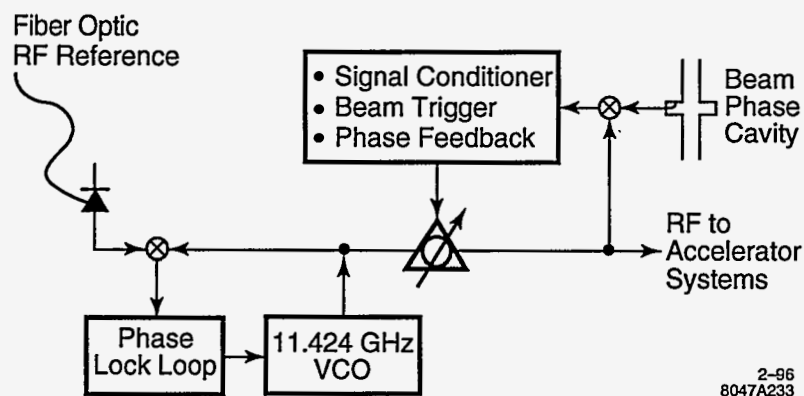 Fiber Optic
RF Reference
• Signal Conditioner
• Beam Trigger
• Phase Feedback
Beam
Phase
Cavity
RF to
Accelerator
Systems
Phase
Lock Loop
11.424 GHz
VCO
2–96
8047A233